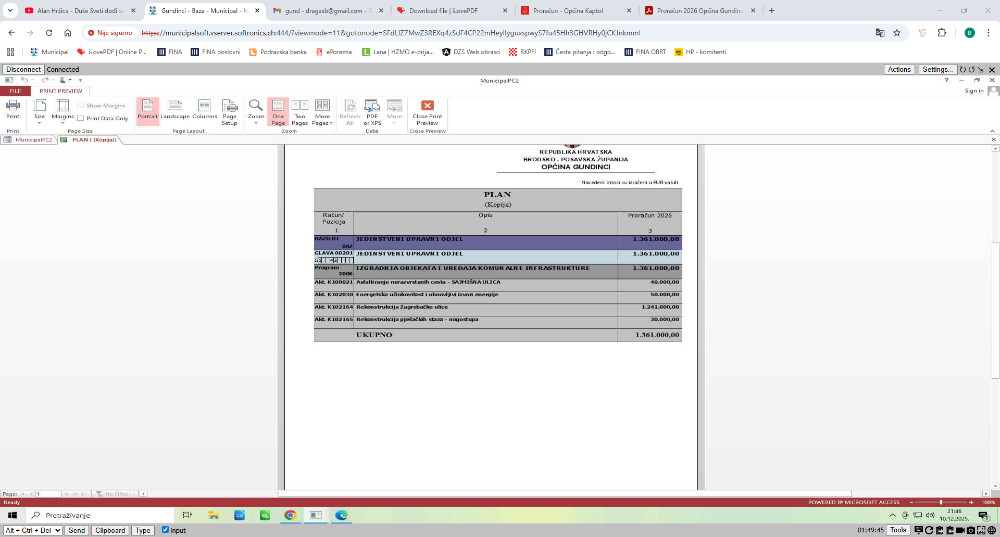 Alan Hržica - Duše Sveti dođi sa
Gundinci - Baza - Municipal - M
gund - dragasb@gmail.com - G
Download file | iLovePDF
Proračun - Općina Kaptol
Proračun 2026 Općina Gundinc
Nije sigurno
https://municipalsoft.vserver.softronics.ch:444/?viewmode=11&gotonode=SFdLIZ7MwZ3REXq4z$dF4CP22mHeyIIyguxspwyS7fu45Hh3GHVRHy0jCKJnkmmI
B
Municipal
iLovePDF | Online P...
FINA
FINA poslovni
Podravska banka
ePorezna
Lana | HZMO e-prija...
DZS Web obrasci
RKPFI
Česta pitanja i odgo...
FINA OBRT
HP - komitenti
Disconnect
Connected
Actions
Settings...
MunicipalPC2
FILE
PRINT PREVIEW
Sign in
Print
Size
Margins
Show Margins
Print Data Only
Portrait
Landscape
Columns
Page Setup
Zoom
One Page
Two Pages
More Pages
Refresh All
PDF or XPS
More
Close Print Preview
Print
Page Size
Page Layout
Zoom
Data
Close Preview
MunicipalPC2
PLAN ( (Kopija))
REPUBLIKA HRVATSKA
BRODSKO - POSAVSKA ŽUPANIJA
OPĆINA GUNDINCI
Navedeni iznosi su izraženi u EUR valuti
PLAN
(Kopija)
Račun/ Pozicija
Opis
Proračun 2026
1
2
3
RAZDJEL 002 JEDINSTVENI UPRAVNI ODJEL 1.361.000,00
GLAVA 00201 JEDINSTVENI UPRAVNI ODJEL 1.361.000,00
1 4 5
Program 2006 IZGRADNJA OBJEKATA I UREĐAJA KOMUNALNE INFRASTRUKTURE 1.361.000,00
Akt. K100021 Asfaltiranje nerazvrstanih cesta - SAJMIŠNA ULICA 40.000,00
Akt. K102030 Energetska učinkovitost i obnovljivi izvori energije 50.000,00
Akt. K102164 Rekonstrukcija Zagrebačke ulice 1.241.000,00
Akt. K102165 Rekonstrukcija pješačkih staza - nogostupa 30.000,00
UKUPNO 1.361.000,00
Page: 1
No Filter
Ready
POWERED BY MICROSOFT ACCESS
100%
Pretraživanje
21:46
10.12.2025.
1
Alt + Ctrl + Del
Send
Clipboard
Type
Input
01:49:45
Tools